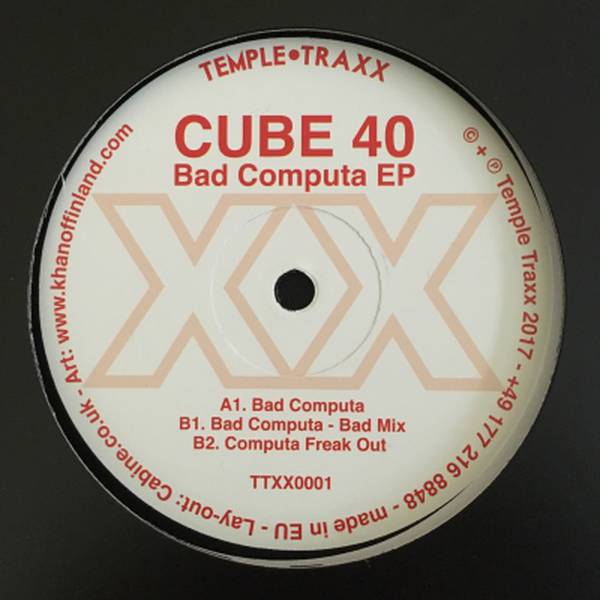 TEMPLE•TRAXX
CUBE 40
Bad Computa EP
XX
A1. Bad Computa
B1. Bad Computa - Bad Mix
B2. Computa Freak Out
TTXX0001
© + ℗ Temple Traxx 2017 - +49 177 216 8848 - made in EU - Lay-out: Cabine.co.uk - Art: www.khanoffinland.com